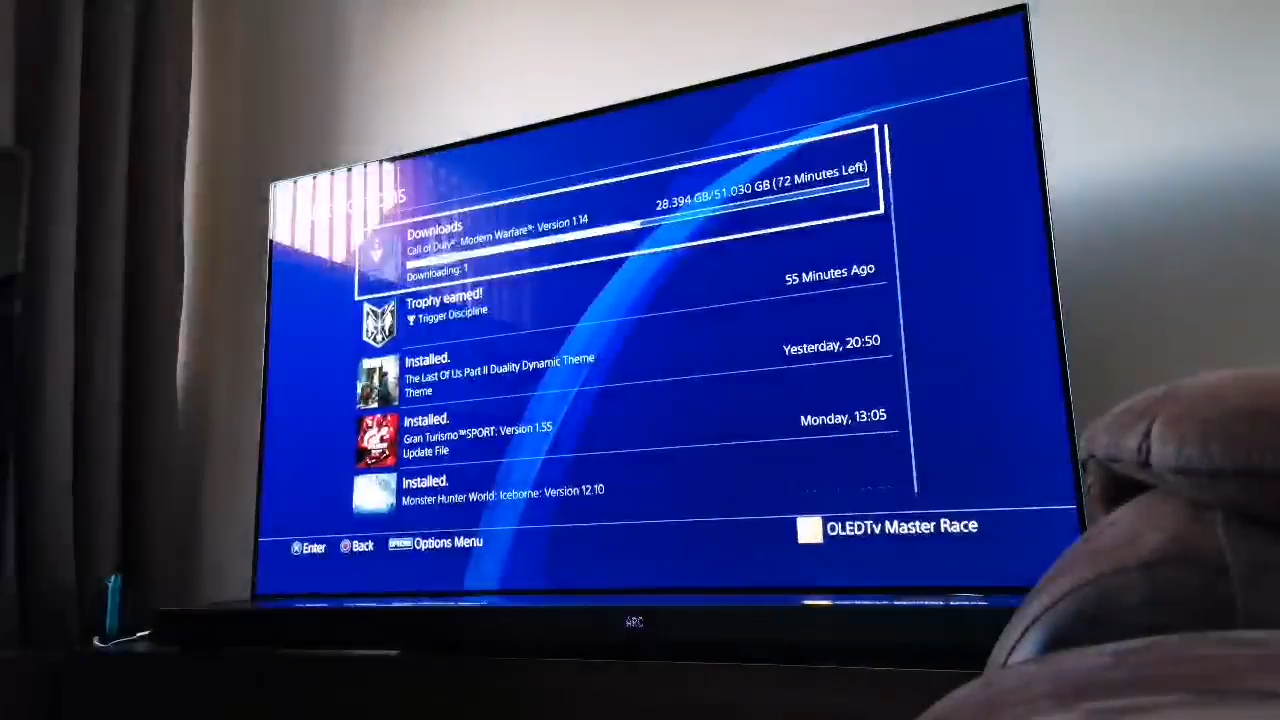 Downloads
28.394 GB/51.030 GB (72 Minutes Left)
Call of Duty®: Modern Warfare®: Version 1.14
Downloading: 1
Trophy earned!
55 Minutes Ago
Trigger Discipline
Installed.
Yesterday, 20:50
The Last Of Us Part II Duality Dynamic Theme
Theme
Installed.
Monday, 13:05
Gran Turismo™SPORT: Version 1.55
Update File
Installed.
Monster Hunter World: Iceborne: Version 12.10
Enter Back OPTIONS Options Menu
OLEDTv Master Race
ARC